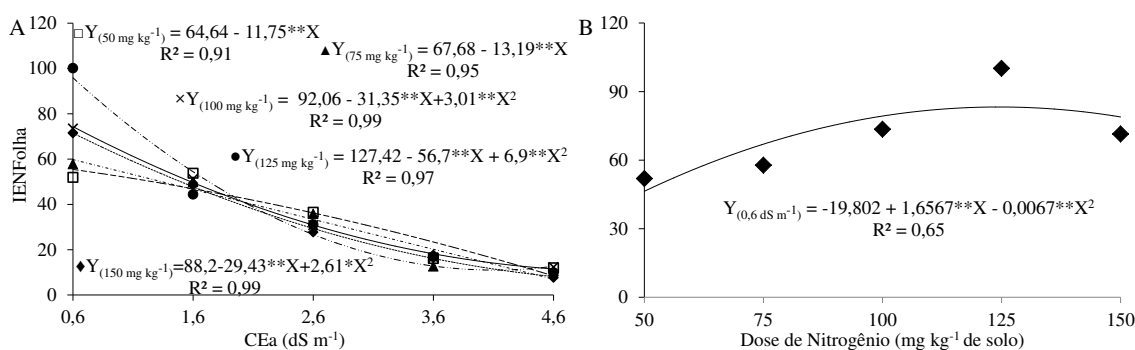 A
120
100
80
60
40
20
0
IENFolha
Y(50 mg kg⁻¹) = 64,64 - 11,75**X
R² = 0,91
Y(75 mg kg⁻¹) = 67,68 - 13,19**X
R² = 0,95
Y(100 mg kg⁻¹) = 92,06 - 31,35**X+3,01**X²
R² = 0,99
Y(125 mg kg⁻¹) = 127,42 - 56,7**X + 6,9**X²
R² = 0,97
Y(150 mg kg⁻¹)=88,2-29,43**X+2,61*X²
R² = 0,99
0,6 1,6 2,6 3,6 4,6
CEa (dS m⁻¹)
B
120
90
60
30
0
Y(0,6 dS m⁻¹) = -19,802 + 1,6567**X - 0,0067**X²
R² = 0,65
50 75 100 125 150
Dose de Nitrogênio (mg kg⁻¹ de solo)